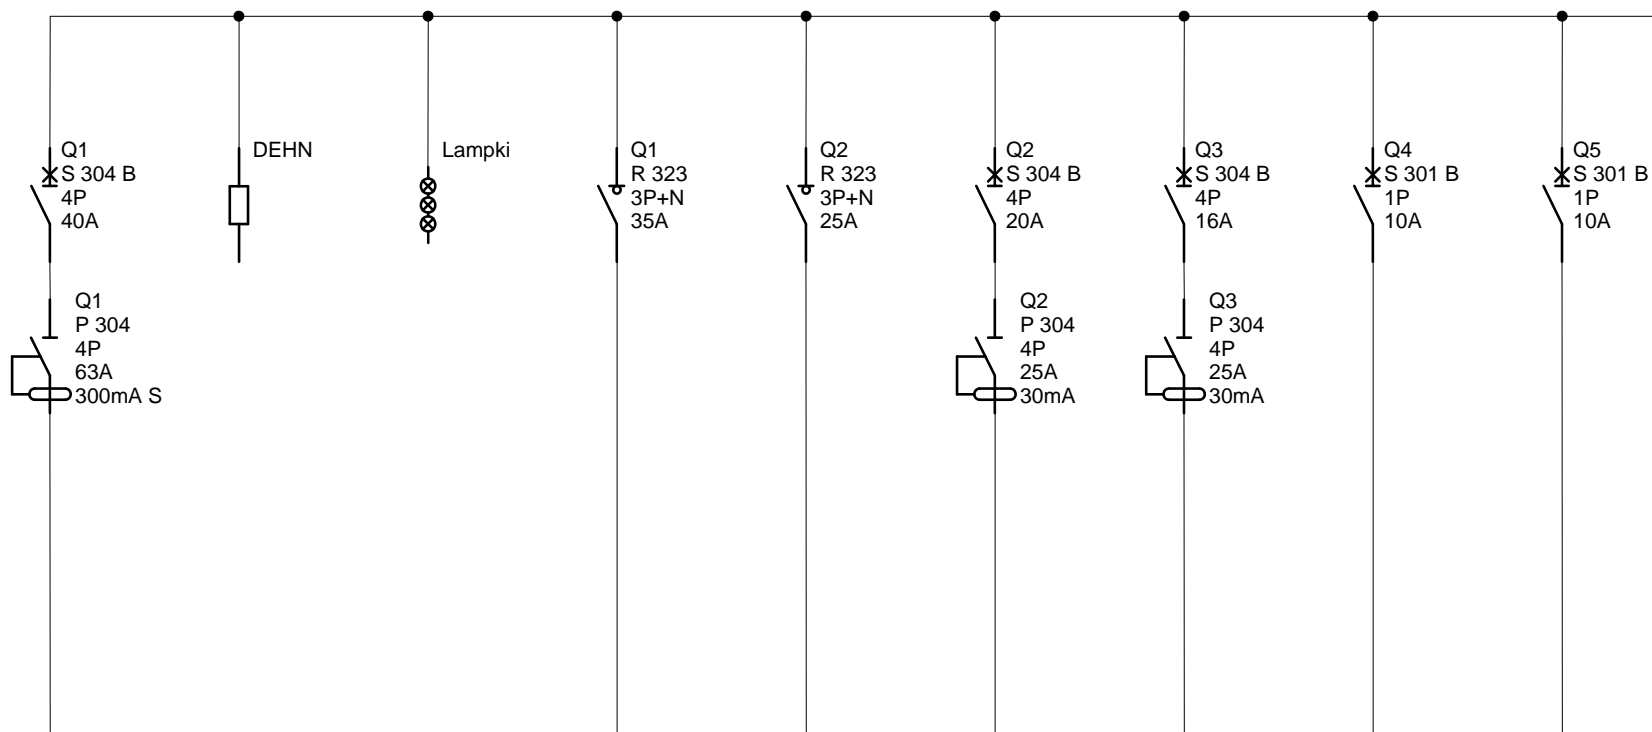 Q1
S 304 B
4P
40A
DEHN
Lampki
Q1
R 323
3P+N
35A
Q2
R 323
3P+N
25A
Q2
S 304 B
4P
20A
Q3
S 304 B
4P
16A
Q4
S 301 B
1P
10A
Q5
S 301 B
1P
10A
Q1
P 304
4P
63A
300mA S
Q2
P 304
4P
25A
30mA
Q3
P 304
4P
25A
30mA